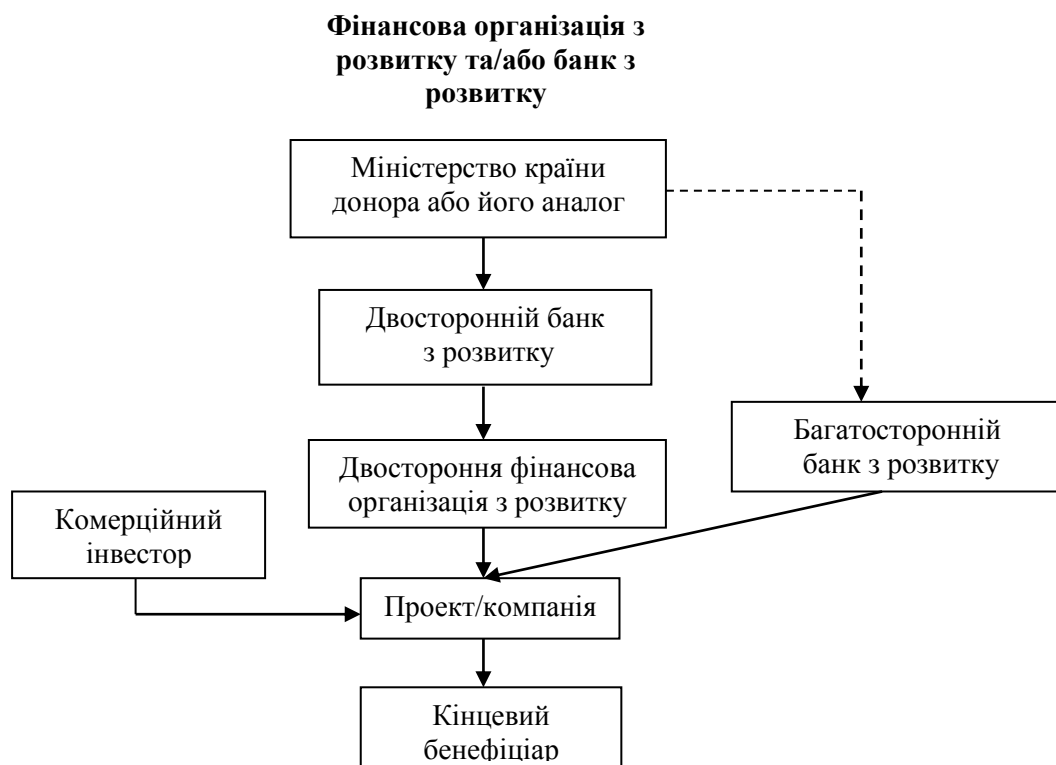 Фінансова організація з
розвитку та/або банк з
розвитку
Міністерство країни
донора або його аналог
Двосторонній банк
з розвитку
Багатосторонній
банк з розвитку
Двостороння фінансова
організація з розвитку
Комерційний
інвестор
Проект/компанія
Кінцевий
бенефіціар